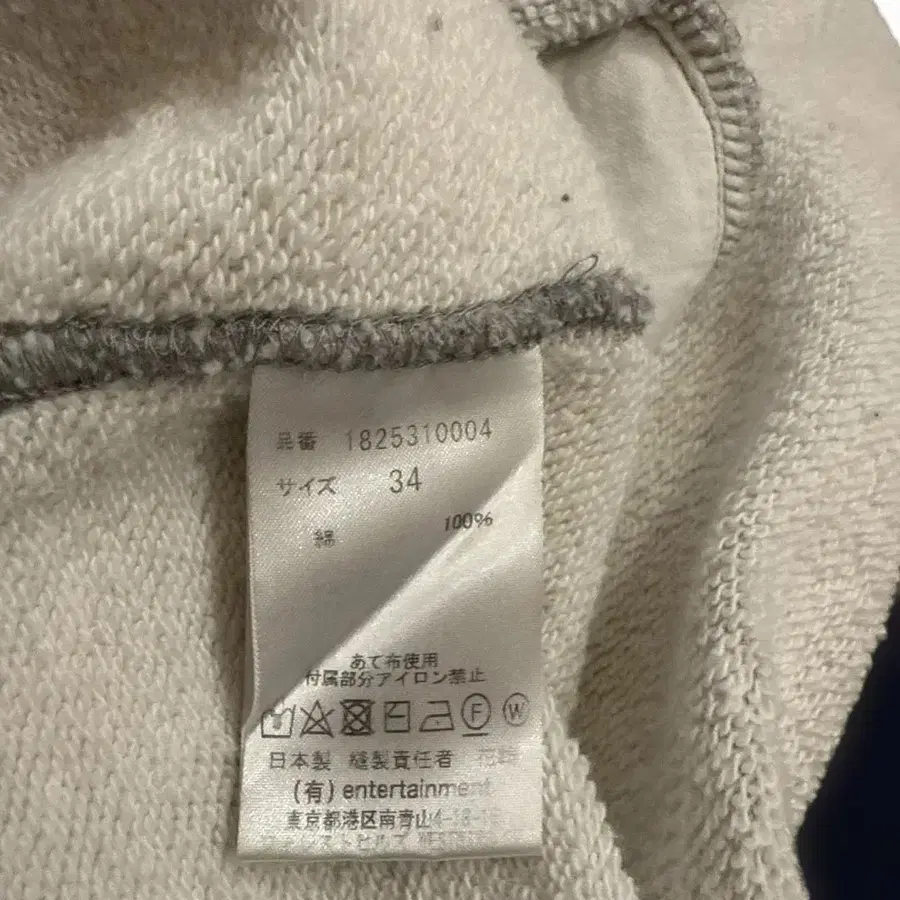 品番 1825310004
サイズ 34
綿 100%
あて布使用
付属部分アイロン禁止
F W
日本製 縫製責任者
(有) entertainment
東京都港区南青山4-18-